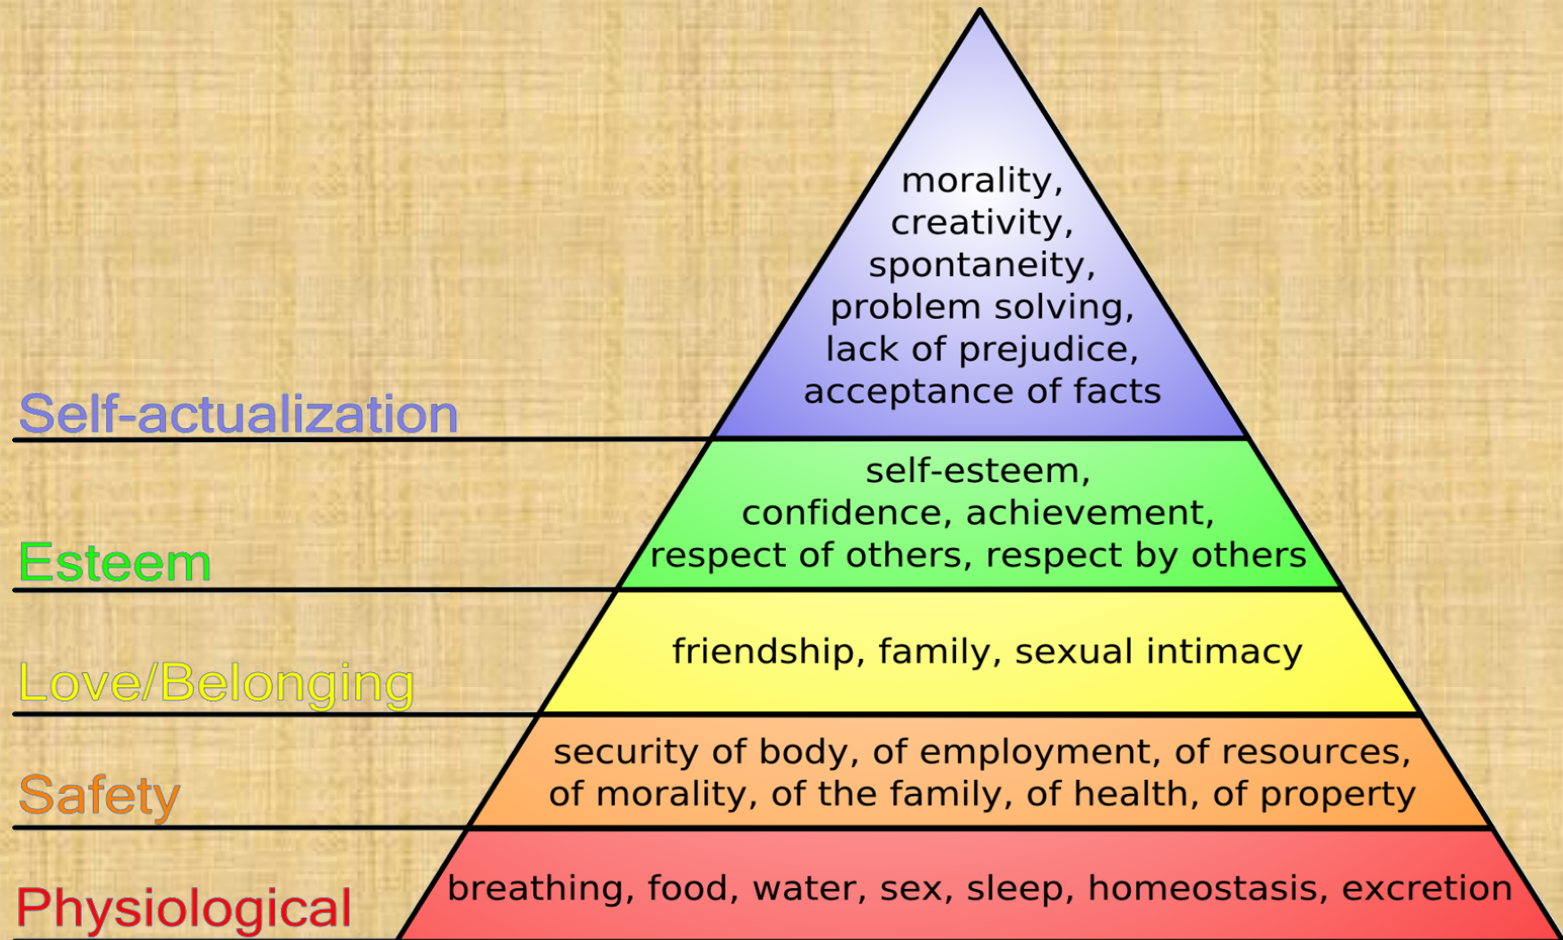 morality,
creativity,
spontaneity,
problem solving,
lack of prejudice,
acceptance of facts
Self-actualization
self-esteem,
confidence, achievement,
respect of others, respect by others
Esteem
friendship, family, sexual intimacy
Love/Belonging
security of body, of employment, of resources,
of morality, of the family, of health, of property
Safety
breathing, food, water, sex, sleep, homeostasis, excretion
Physiological